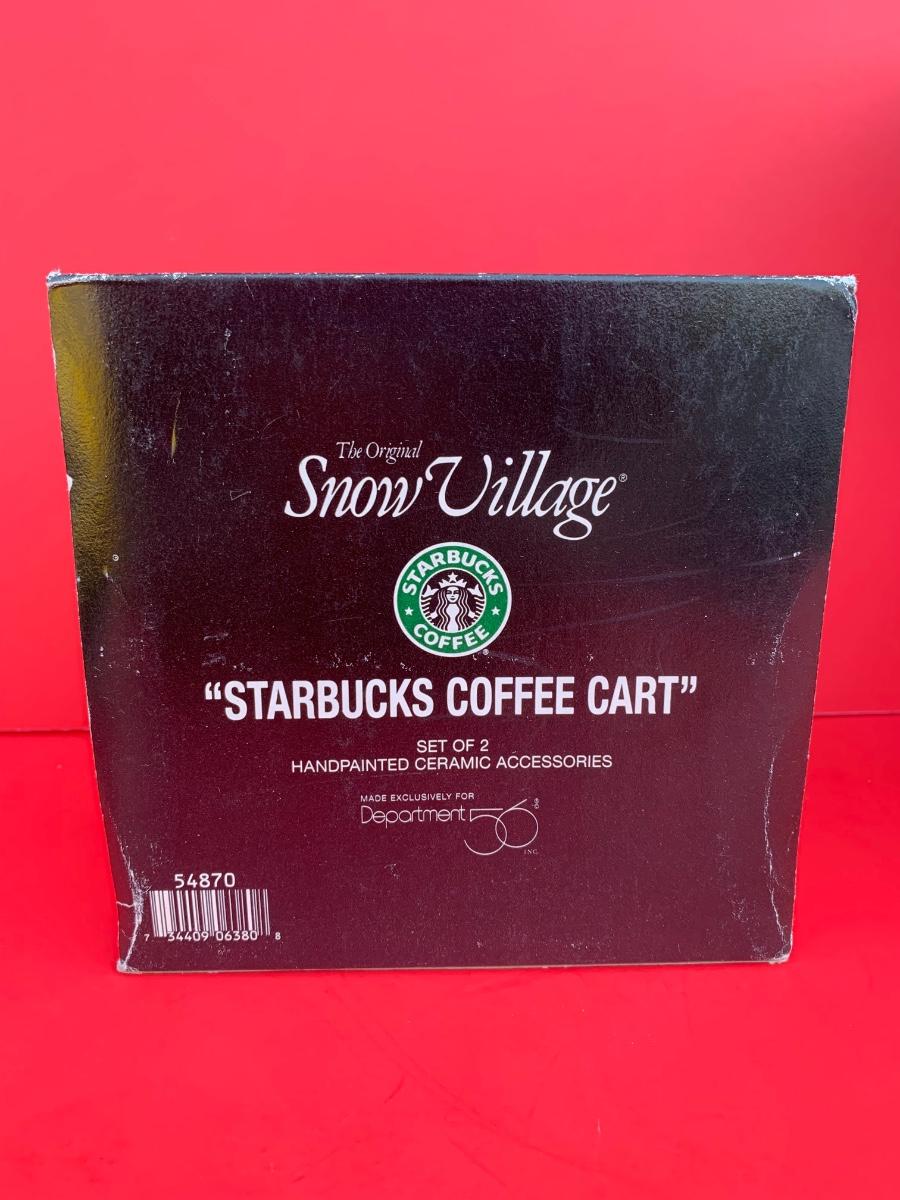 The Original
Snow Village®
STARBUCKS
COFFEE
®
“STARBUCKS COFFEE CART”
SET OF 2
HANDPAINTED CERAMIC ACCESSORIES
MADE EXCLUSIVELY FOR
Department 56®
INC.
54870
7 34409 06380 8